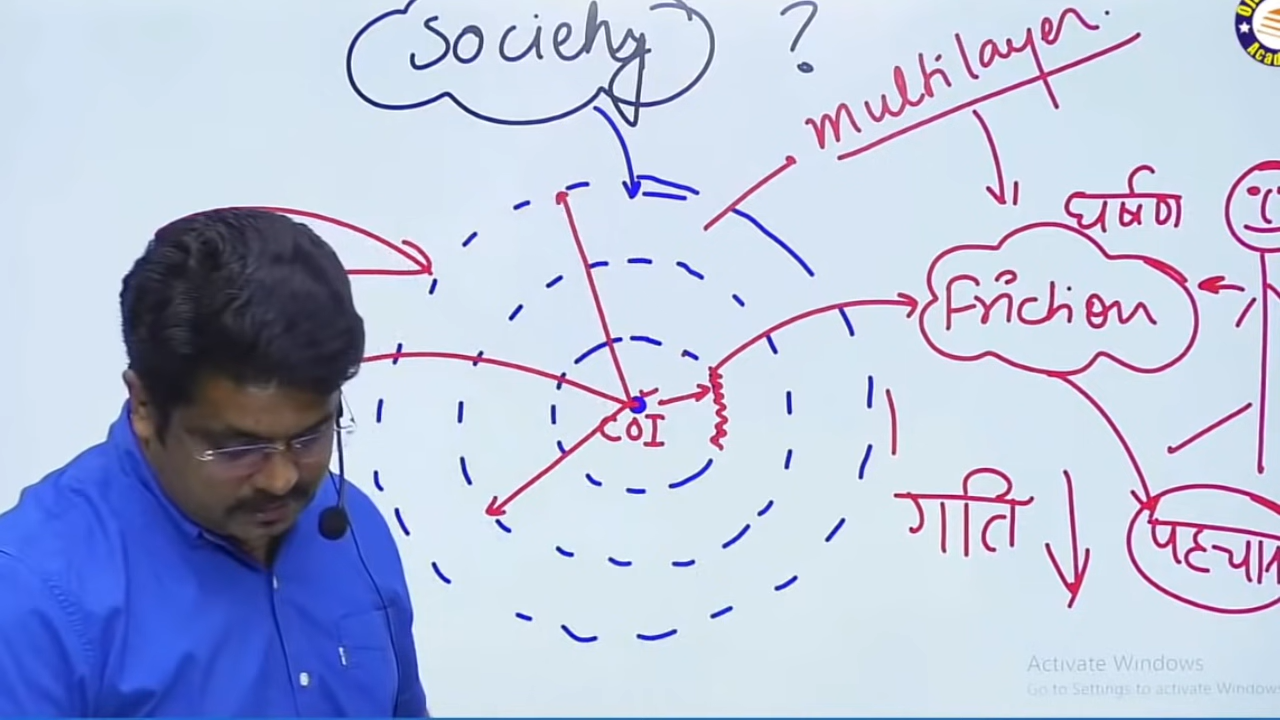 Society ?
multilayer.
घर्षण
Friction
COI
गति
पहचान
Activate Windows
Go to Settings to activate Windows